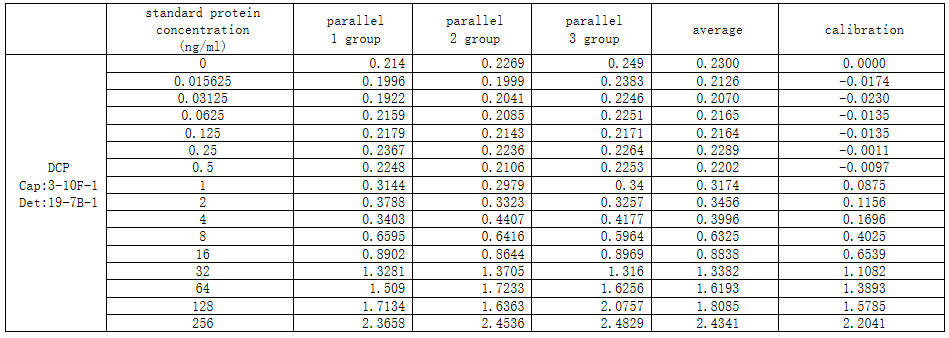 standard protein concentration (ng/ml) parallel 1 group parallel 2 group parallel 3 group average calibration
DCP
Cap:3-10F-1
Det:19-7B-1
0 0.214 0.2269 0.249 0.2300 0.0000
0.015625 0.1996 0.1999 0.2383 0.2126 -0.0174
0.03125 0.1922 0.2041 0.2246 0.2070 -0.0230
0.0625 0.2159 0.2085 0.2251 0.2165 -0.0135
0.125 0.2179 0.2143 0.2171 0.2164 -0.0135
0.25 0.2367 0.2236 0.2264 0.2289 -0.0011
0.5 0.2248 0.2106 0.2253 0.2202 -0.0097
1 0.3144 0.2979 0.34 0.3174 0.0875
2 0.3788 0.3323 0.3257 0.3456 0.1156
4 0.3403 0.4407 0.4177 0.3996 0.1696
8 0.6595 0.6416 0.5964 0.6325 0.4025
16 0.8902 0.8644 0.8969 0.8838 0.6539
32 1.3281 1.3705 1.316 1.3382 1.1082
64 1.509 1.7233 1.6256 1.6193 1.3893
128 1.7134 1.6363 2.0757 1.8085 1.5785
256 2.3658 2.4536 2.4829 2.4341 2.2041